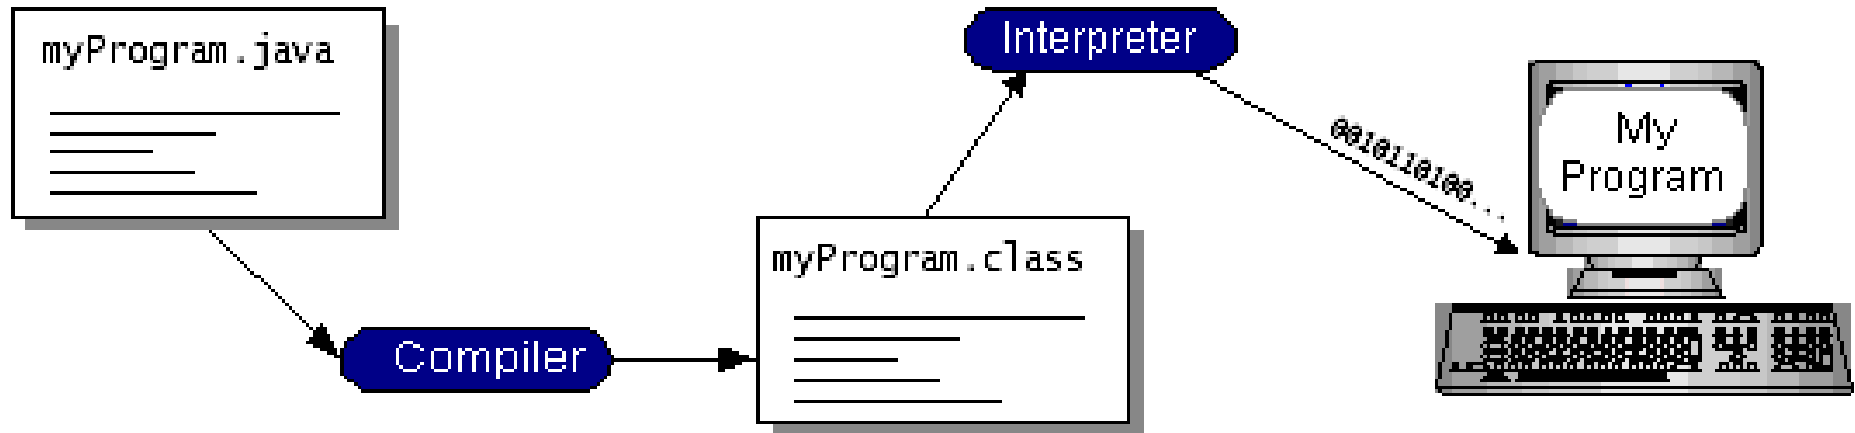 myProgram.java
Compiler
myProgram.class
Interpreter
0010110100...
My
Program